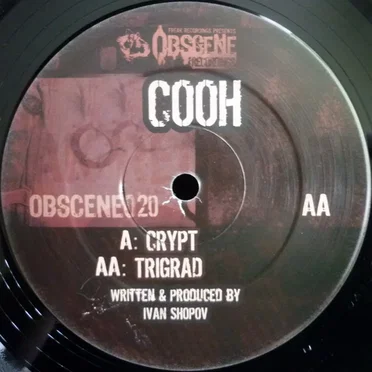 FREAK RECORDINGS PRESENTS
OBSCENE
RECORDINGS
COOH
OBSCENE020
AA
A: CRYPT
AA: TRIGRAD
WRITTEN & PRODUCED BY
IVAN SHOPOV